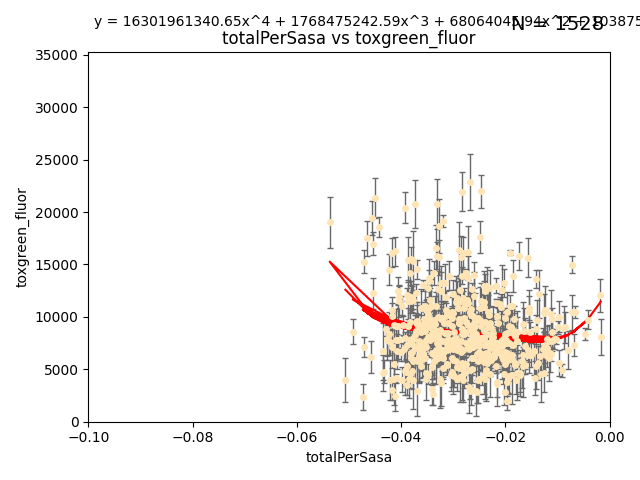 y = 16301961340.65x^4 + 1768475242.59x^3 +
N = 1528
totalPerSasa vs toxgreen_fluor
35000
30000
25000
20000
15000
10000
5000
0
toxgreen_fluor
−0.10
−0.08
−0.06
−0.04
−0.02
0.00
totalPerSasa